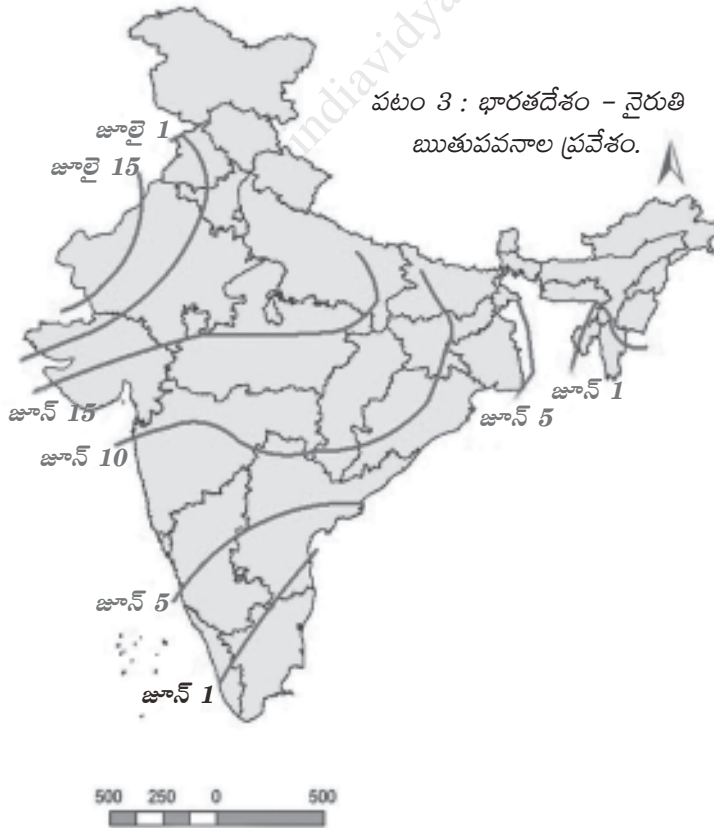 పటం 3 : భారతదేశం – నైరుతి
ఋతుపవనాల ప్రవేశం.
జూలై 1
జూలై 15
జూన్ 15
జూన్ 10
జూన్ 5
జూన్ 1
జూన్ 5
జూన్ 1
500 250 0 500